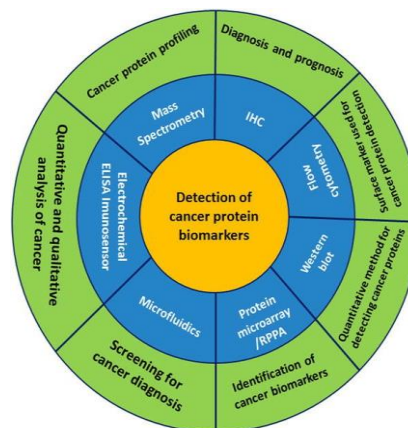 Detection of
cancer protein
biomarkers
Mass
Spectrometry
IHC
Flow
cytometry
Western
blot
Protein
microarray
/RPPA
Microfluidics
Electrochemical
ELISA Imunosensor
Cancer protein profiling
Diagnosis and prognosis
Surface marker used for
cancer protein detection
Quantitative method for
detecting cancer proteins
Identification of
cancer biomarkers
Screening for
cancer diagnosis
Quantitative and qualitative
analysis of cancer